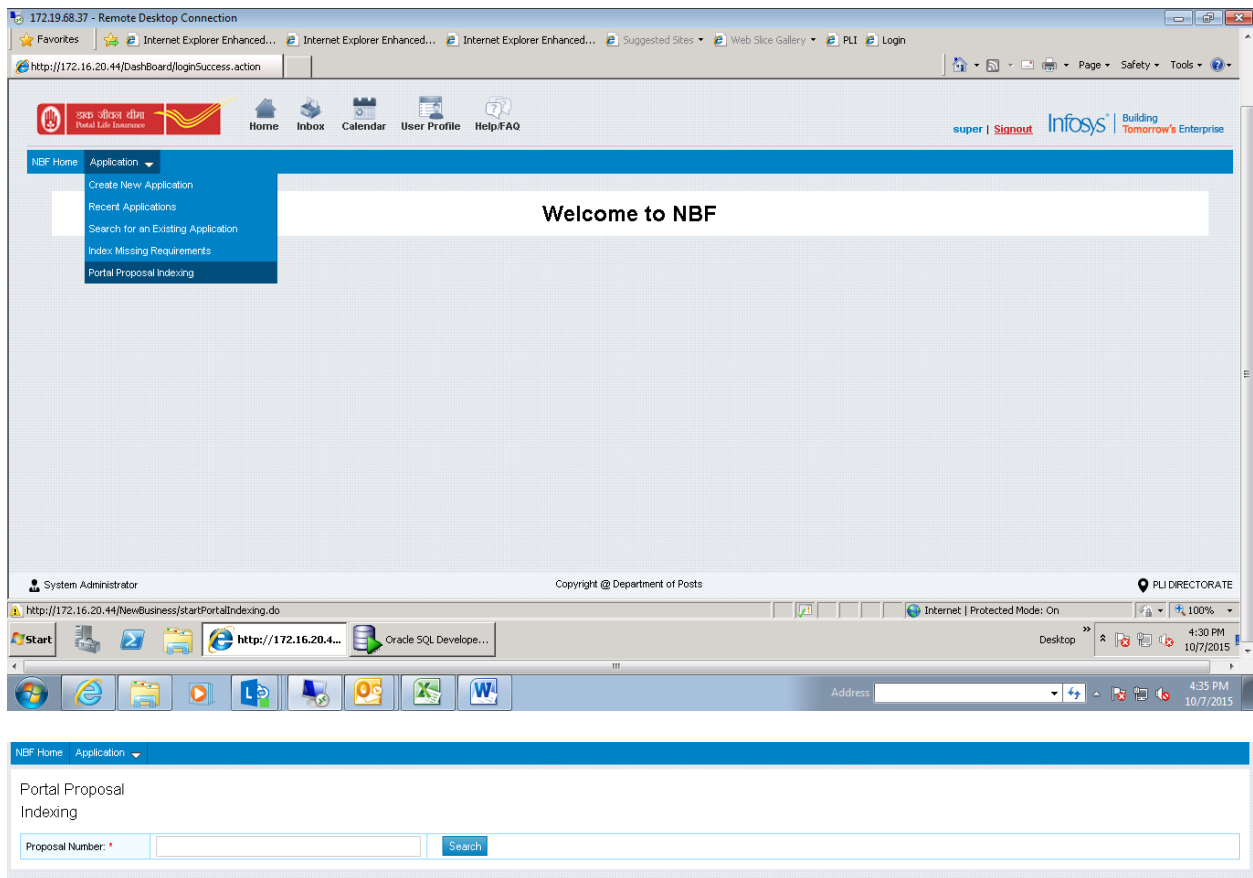 172.19.68.37 - Remote Desktop Connection
Favorites Internet Explorer Enhanced... Internet Explorer Enhanced... Internet Explorer Enhanced... Suggested Sites Web Slice Gallery PLI Login
http://172.16.20.44/DashBoard/loginSuccess.action Page Safety Tools
डाक जीवन बीमा
Postal Life Insurance
Home Inbox Calendar User Profile Help/FAQ
super | Signout Infosys | Building Tomorrow's Enterprise
NBF Home Application
Create New Application
Recent Applications
Search for an Existing Application
Index Missing Requirements
Portal Proposal Indexing
Welcome to NBF
System Administrator Copyright @ Department of Posts PLI DIRECTORATE
http://172.16.20.44/NewBusiness/startPortalIndexing.do Internet | Protected Mode: On 100%
Start http://172.16.20.4... Oracle SQL Develope... Desktop 4:30 PM
10/7/2015
Address 4:35 PM
10/7/2015
NBF Home Application
Portal Proposal
Indexing
Proposal Number: * Search